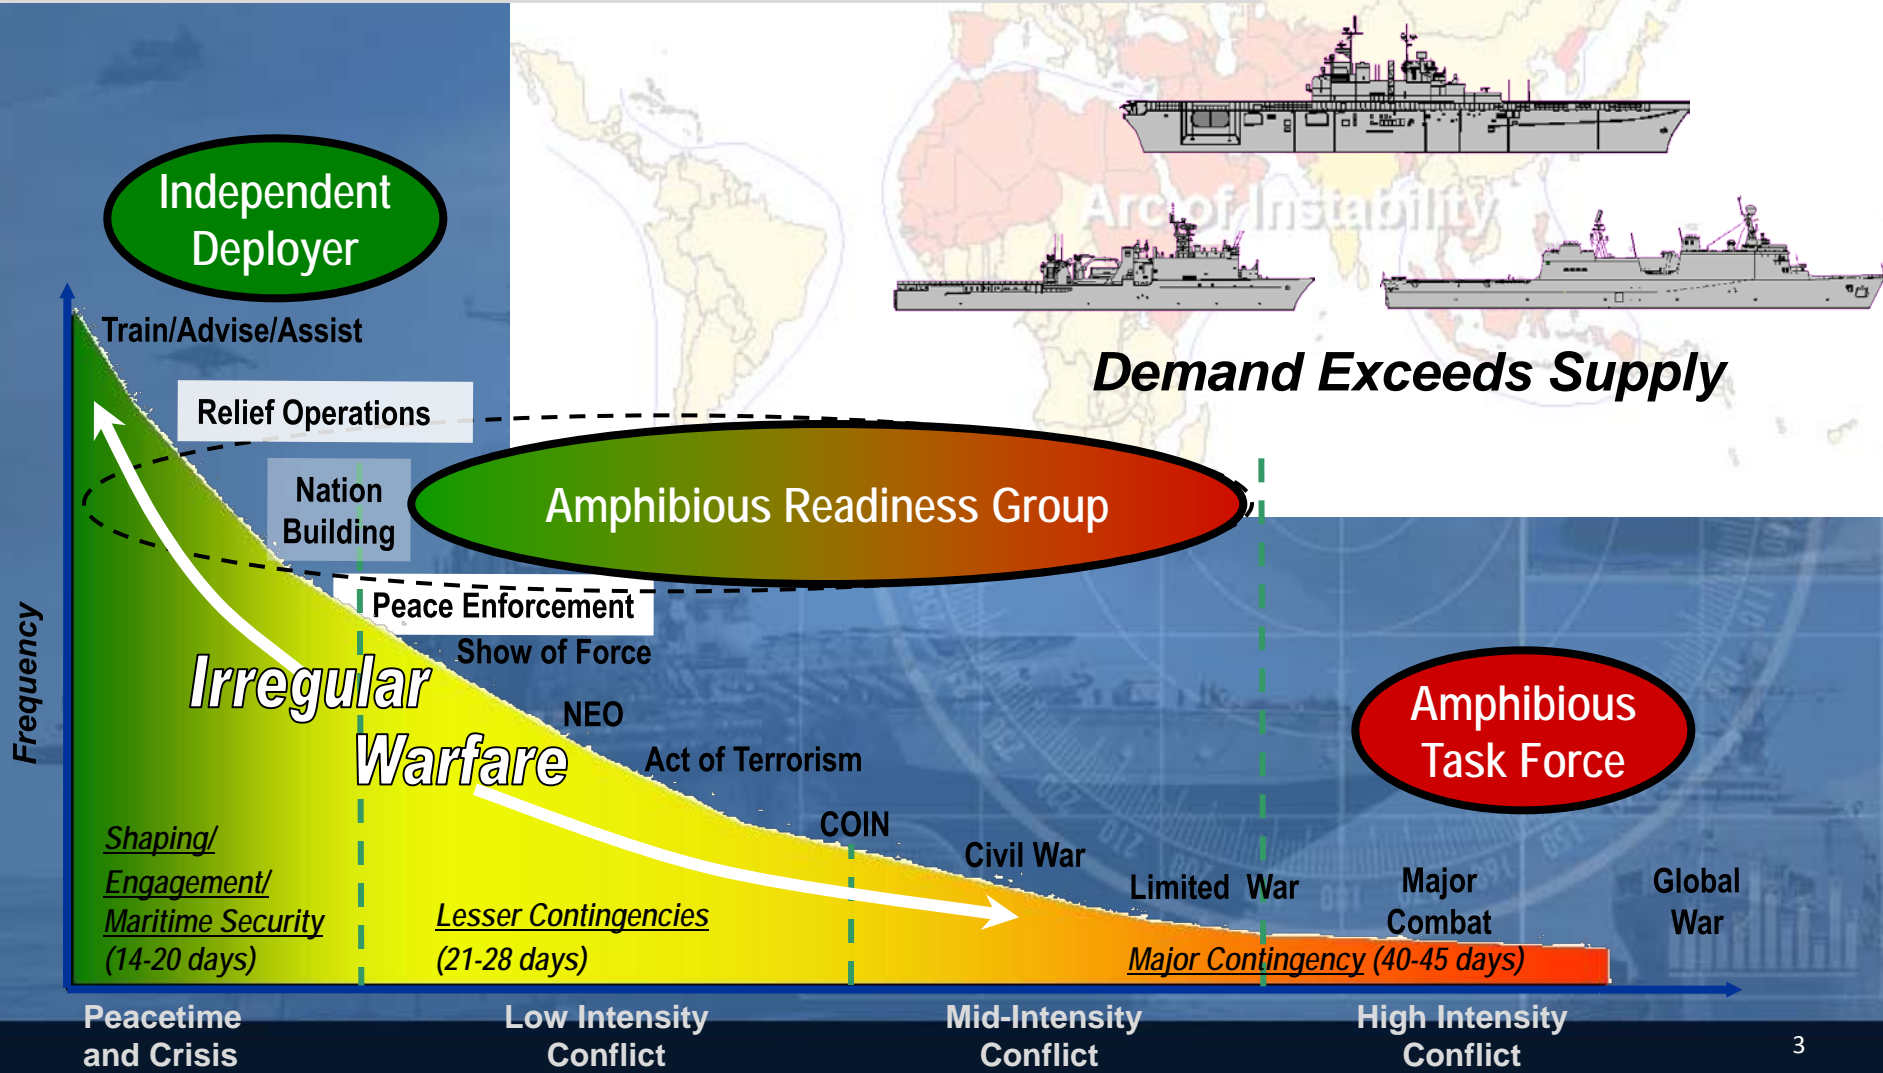 Arc of Instability
Independent
Deployer
Train/Advise/Assist
Demand Exceeds Supply
Relief Operations
Nation
Building
Amphibious Readiness Group
Peace Enforcement
Show of Force
Irregular
Warfare
NEO
Act of Terrorism
Amphibious
Task Force
COIN
Civil War
Limited War
Major
Combat
Global
War
Frequency
Shaping/
Engagement/
Maritime Security
(14-20 days)
Lesser Contingencies
(21-28 days)
Major Contingency (40-45 days)
Peacetime
and Crisis
Low Intensity
Conflict
Mid-Intensity
Conflict
High Intensity
Conflict
3